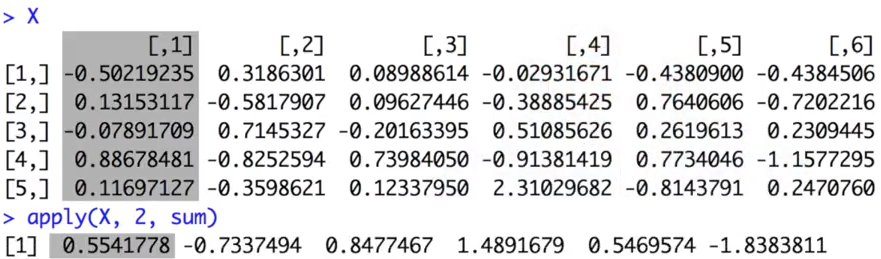 > X
[,1] [,2] [,3] [,4] [,5] [,6]
[1,] -0.50219235 0.3186301 0.08988614 -0.02931671 -0.4380900 -0.4384506
[2,] 0.13153117 -0.5817907 0.09627446 -0.38885425 0.7640606 -0.7202216
[3,] -0.07891709 0.7145327 -0.20163395 0.51085626 0.2619613 0.2309445
[4,] 0.88678481 -0.8252594 0.73984050 -0.91381419 0.7734046 -1.1577295
[5,] 0.11697127 -0.3598621 0.12337950 2.31029682 -0.8143791 0.2470760
> apply(X, 2, sum)
[1] 0.5541778 -0.7337494 0.8477467 1.4891679 0.5469574 -1.8383811